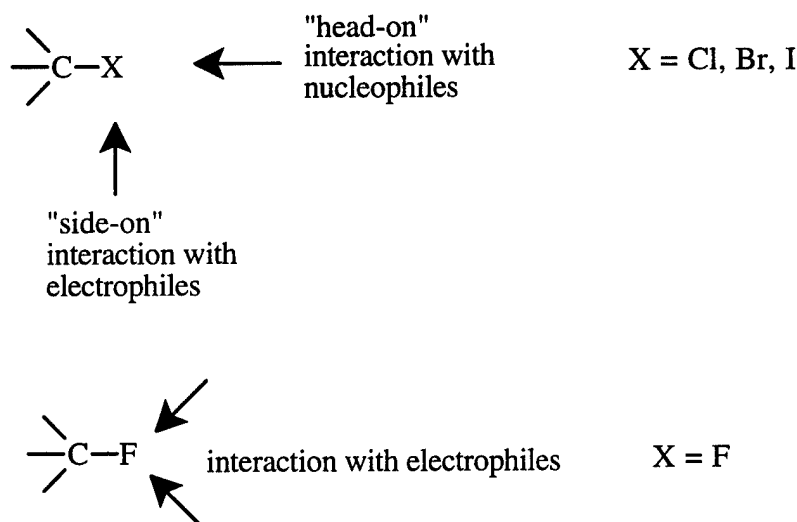 "head-on"
interaction with
nucleophiles
C—X
X = Cl, Br, I
"side-on"
interaction with
electrophiles
C—F
interaction with electrophiles
X = F